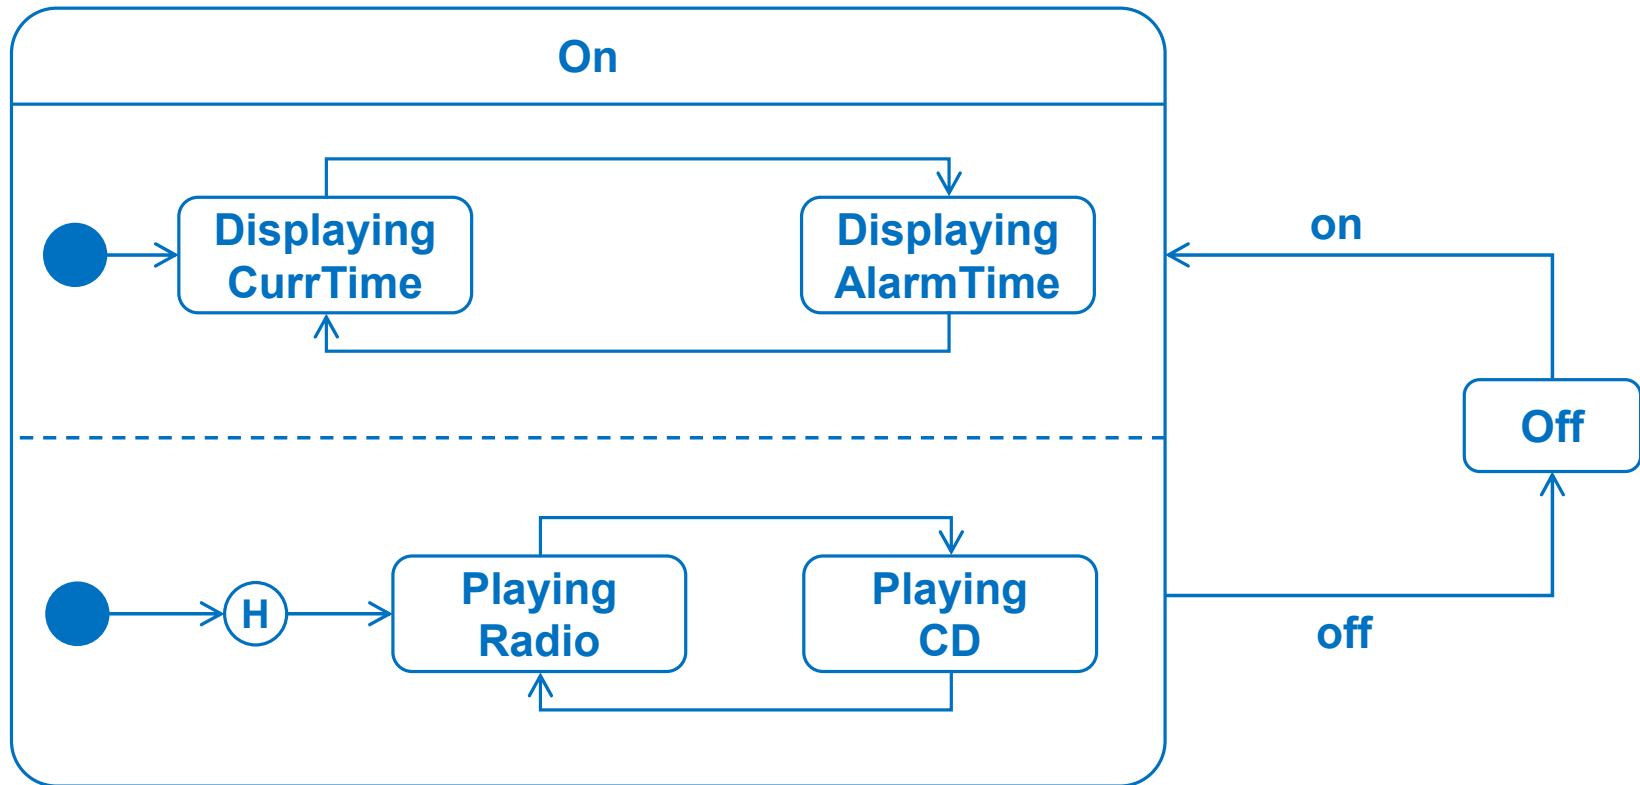 On
Displaying
CurrTime
Displaying
AlarmTime
on
Off
H
Playing
Radio
Playing
CD
off